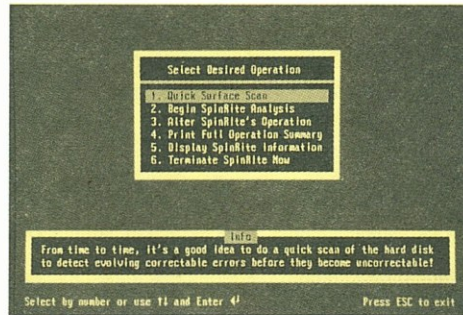 Select Desired Operation
1. Quick Surface Scan
2. Begin SpinRite Analysis
3. Alter SpinRite's Operation
4. Print Full Operation Summary
5. Display SpinRite Information
6. Terminate SpinRite Now
Info
From time to time, it's a good idea to do a quick scan of the hard disk
to detect evolving correctable errors before they become uncorrectable!
Select by number or use ↑↓ and Enter ↵ Press ESC to exit